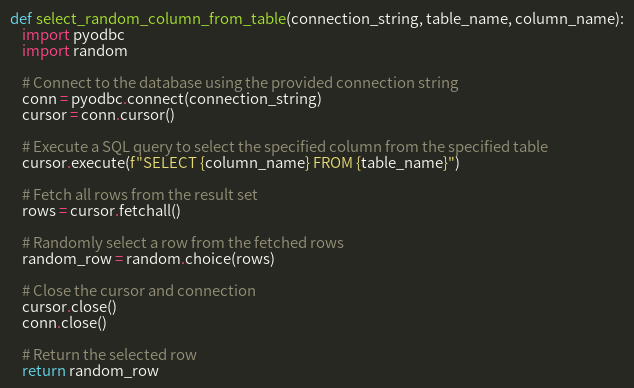 def select_random_column_from_table(connection_string, table_name, column_name):
import pyodbc
import random
# Connect to the database using the provided connection string
conn = pyodbc.connect(connection_string)
cursor = conn.cursor()
# Execute a SQL query to select the specified column from the specified table
cursor.execute(f"SELECT {column_name} FROM {table_name}")
# Fetch all rows from the result set
rows = cursor.fetchall()
# Randomly select a row from the fetched rows
random_row = random.choice(rows)
# Close the cursor and connection
cursor.close()
conn.close()
# Return the selected row
return random_row